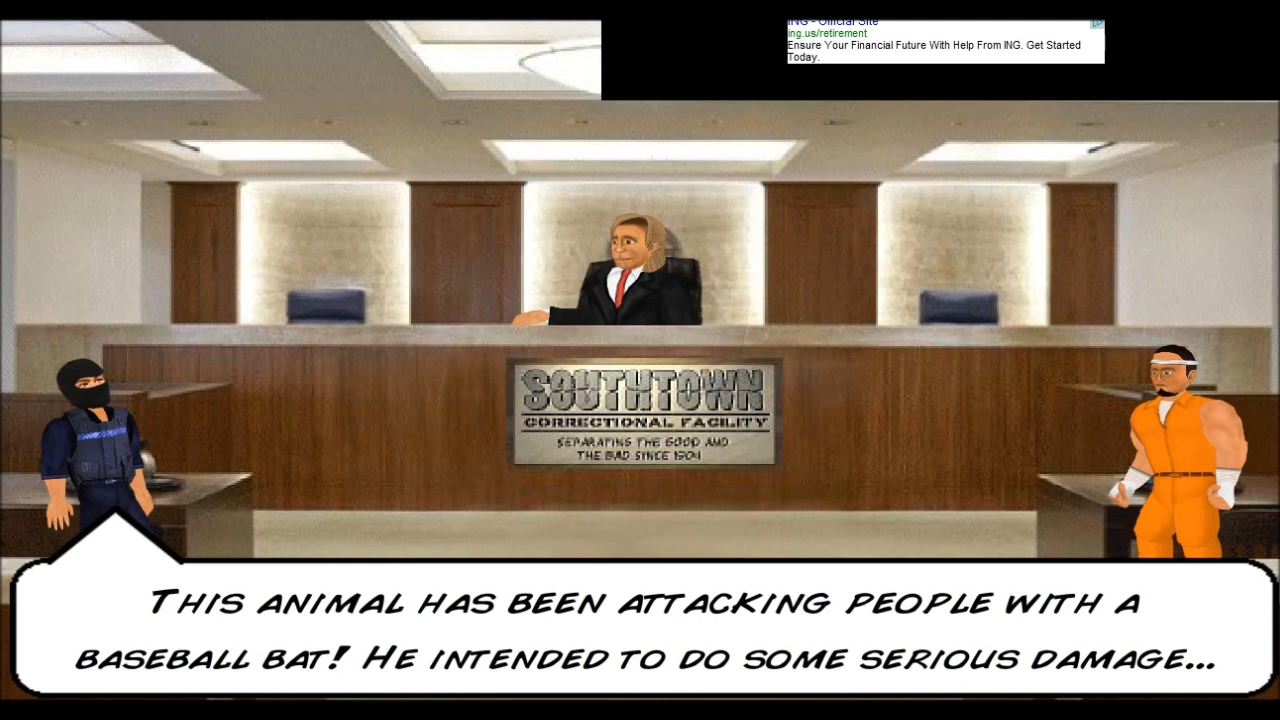 ING - Official Site
ing.us/retirement
Ensure Your Financial Future With Help From ING. Get Started
Today.
SOUTHTOWN
CORRECTIONAL FACILITY
SEPARATING THE GOOD AND
THE BAD SINCE 1904
THIS ANIMAL HAS BEEN ATTACKING PEOPLE WITH A
BASEBALL BAT! HE INTENDED TO DO SOME SERIOUS DAMAGE...